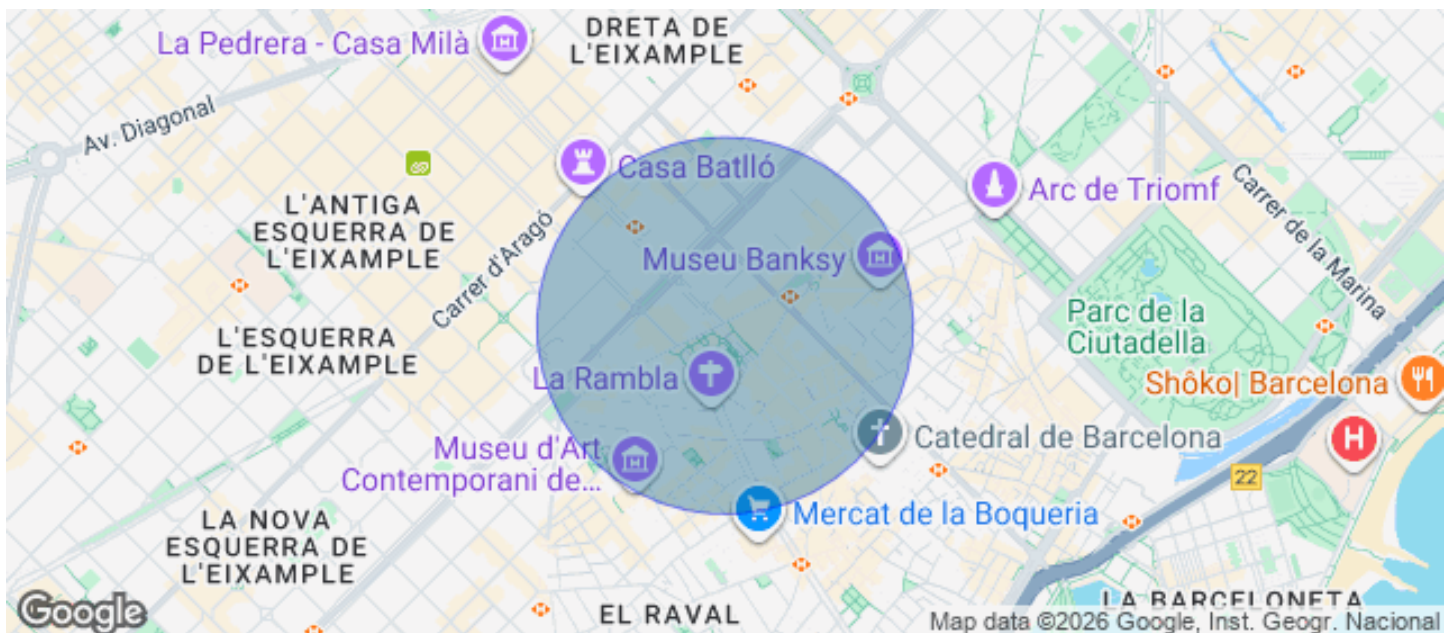 La Pedrera - Casa Milà
DRETA DE
L'EIXAMPLE
Av. Diagonal
Casa Batlló
Arc de Triomf
Carrer de la Marina
L'ANTIGA
ESQUERRA DE
L'EIXAMPLE
Carrer d'Aragó
Museu Banksy
Parc de la
Ciutadella
L'ESQUERRA
DE L'EIXAMPLE
La Rambla
Shôko| Barcelona
H
Museu d'Art
Contemporani de...
Catedral de Barcelona
22
Mercat de la Boqueria
LA NOVA
ESQUERRA DE
L'EIXAMPLE
EL RAVAL
LA BARCELONETA
Google
Map data ©2026 Google, Inst. Geogr. Nacional